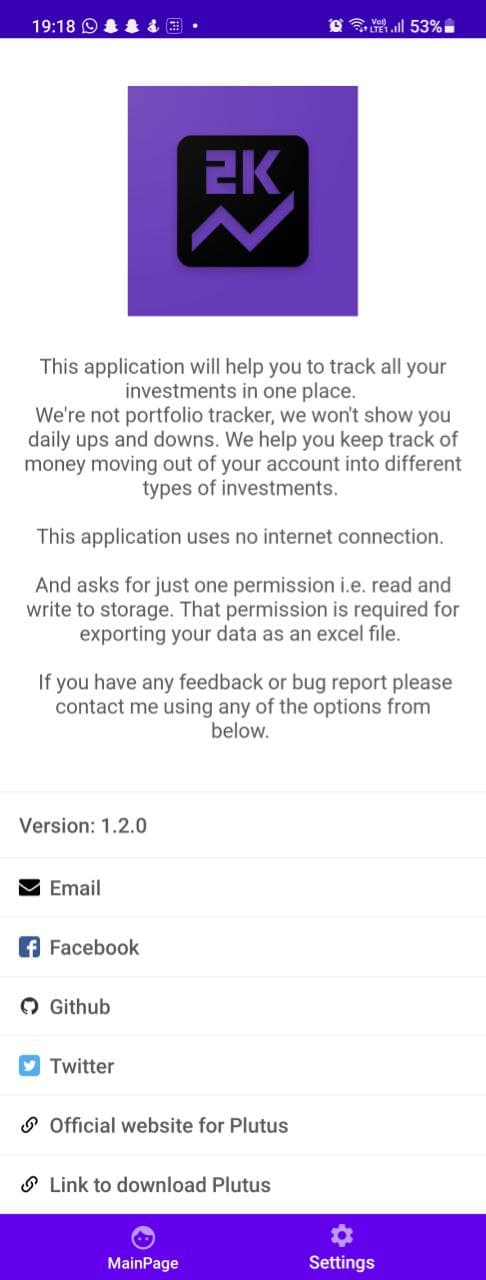 19:18
Vo)) LTE1 53%
2K
This application will help you to track all your
investments in one place.
We're not portfolio tracker, we won't show you
daily ups and downs. We help you keep track of
money moving out of your account into different
types of investments.
This application uses no internet connection.
And asks for just one permission i.e. read and
write to storage. That permission is required for
exporting your data as an excel file.
If you have any feedback or bug report please
contact me using any of the options from
below.
Version: 1.2.0
Email
Facebook
Github
Twitter
Official website for Plutus
Link to download Plutus
MainPage
Settings